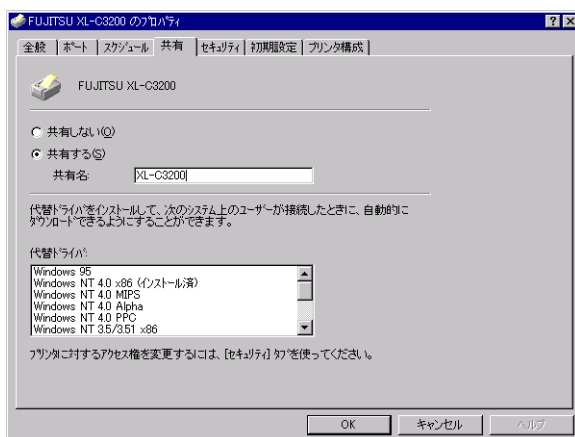 FUJITSU XL-C3200 のプロパティ
全般 ポート スケジュール 共有 セキュリティ 初期設定 プリンタ構成
FUJITSU XL-C3200
共有しない(O)
共有する(S)
共有名: XL-C3200
代替ドライバをインストールして、次のシステム上のユーザーが接続したときに、自動的に
ダウンロードできるようにすることができます。
代替ドライバ:
Windows 95
Windows NT 4.0 x86 (インストール済)
Windows NT 4.0 MIPS
Windows NT 4.0 Alpha
Windows NT 4.0 PPC
Windows NT 3.5/3.51 x86
プリンタに対するアクセス権を変更するには、[セキュリティ] タブを使ってください。
OK キャンセル ヘルプ